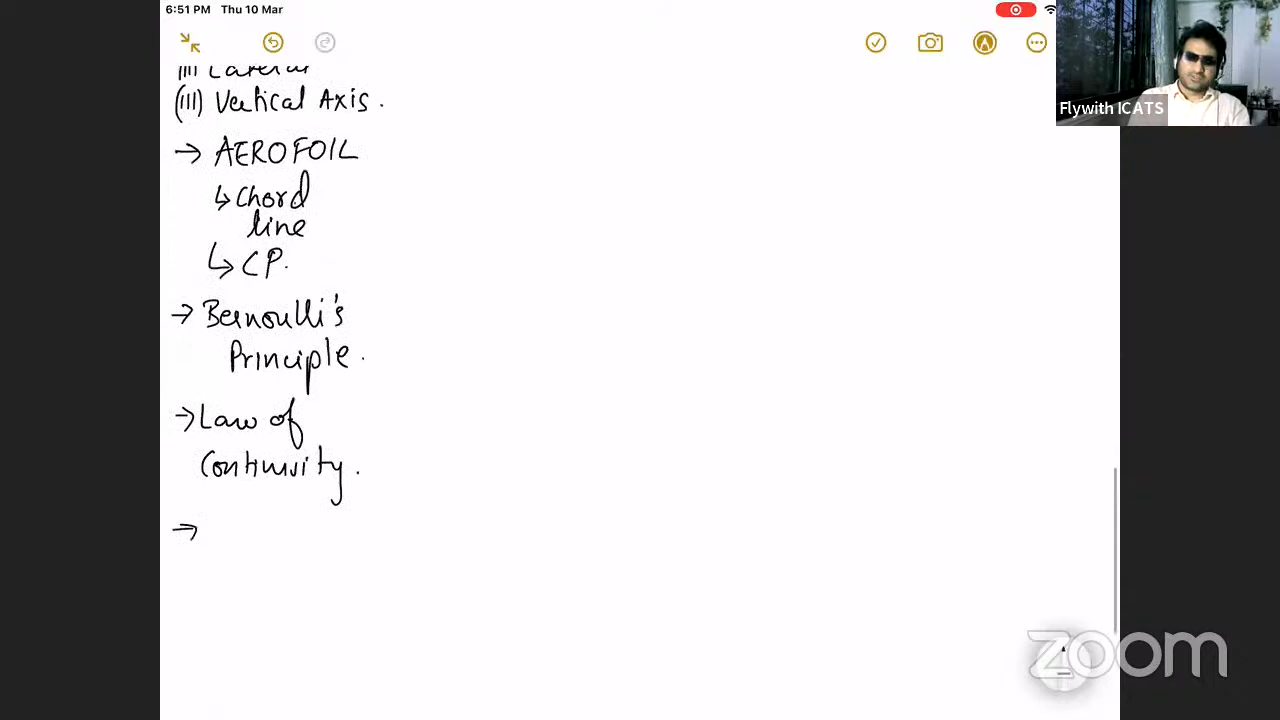 6:51 PM Thu 10 Mar
(III) Vertical Axis.
→ AEROFOIL
↳ Chord
line
↳ CP.
→ Bernoulli's
Principle.
→ Law of
Continuity.
→
Flywith ICATS
zoom